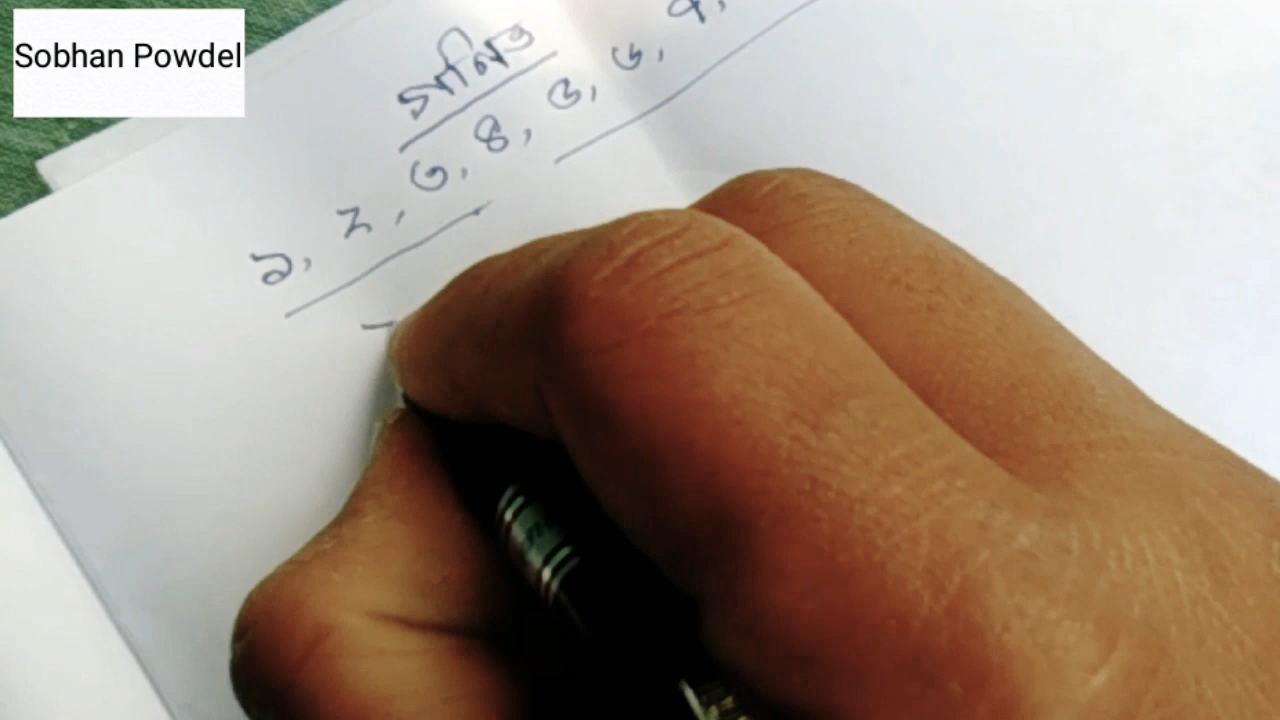 Sobhan Powdel
গণিত
১, ২, ৩, ৪, ৫, ৬, ৭,